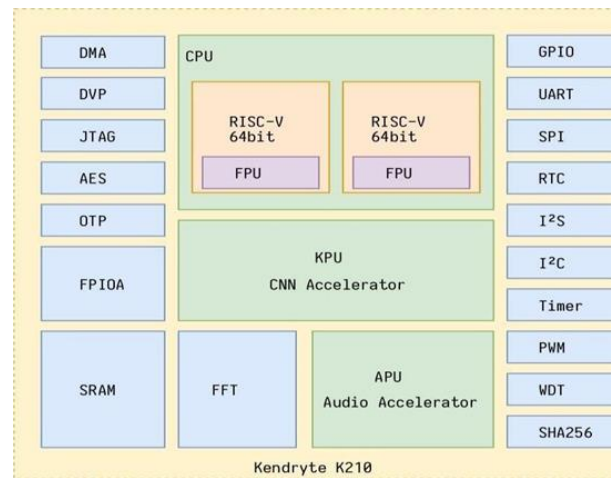 DMA
DVP
JTAG
AES
OTP
FPIOA
SRAM
CPU
RISC-V
64bit
FPU
RISC-V
64bit
FPU
KPU
CNN Accelerator
FFT
APU
Audio Accelerator
GPIO
UART
SPI
RTC
I²S
I²C
Timer
PWM
WDT
SHA256
Kendryte K210